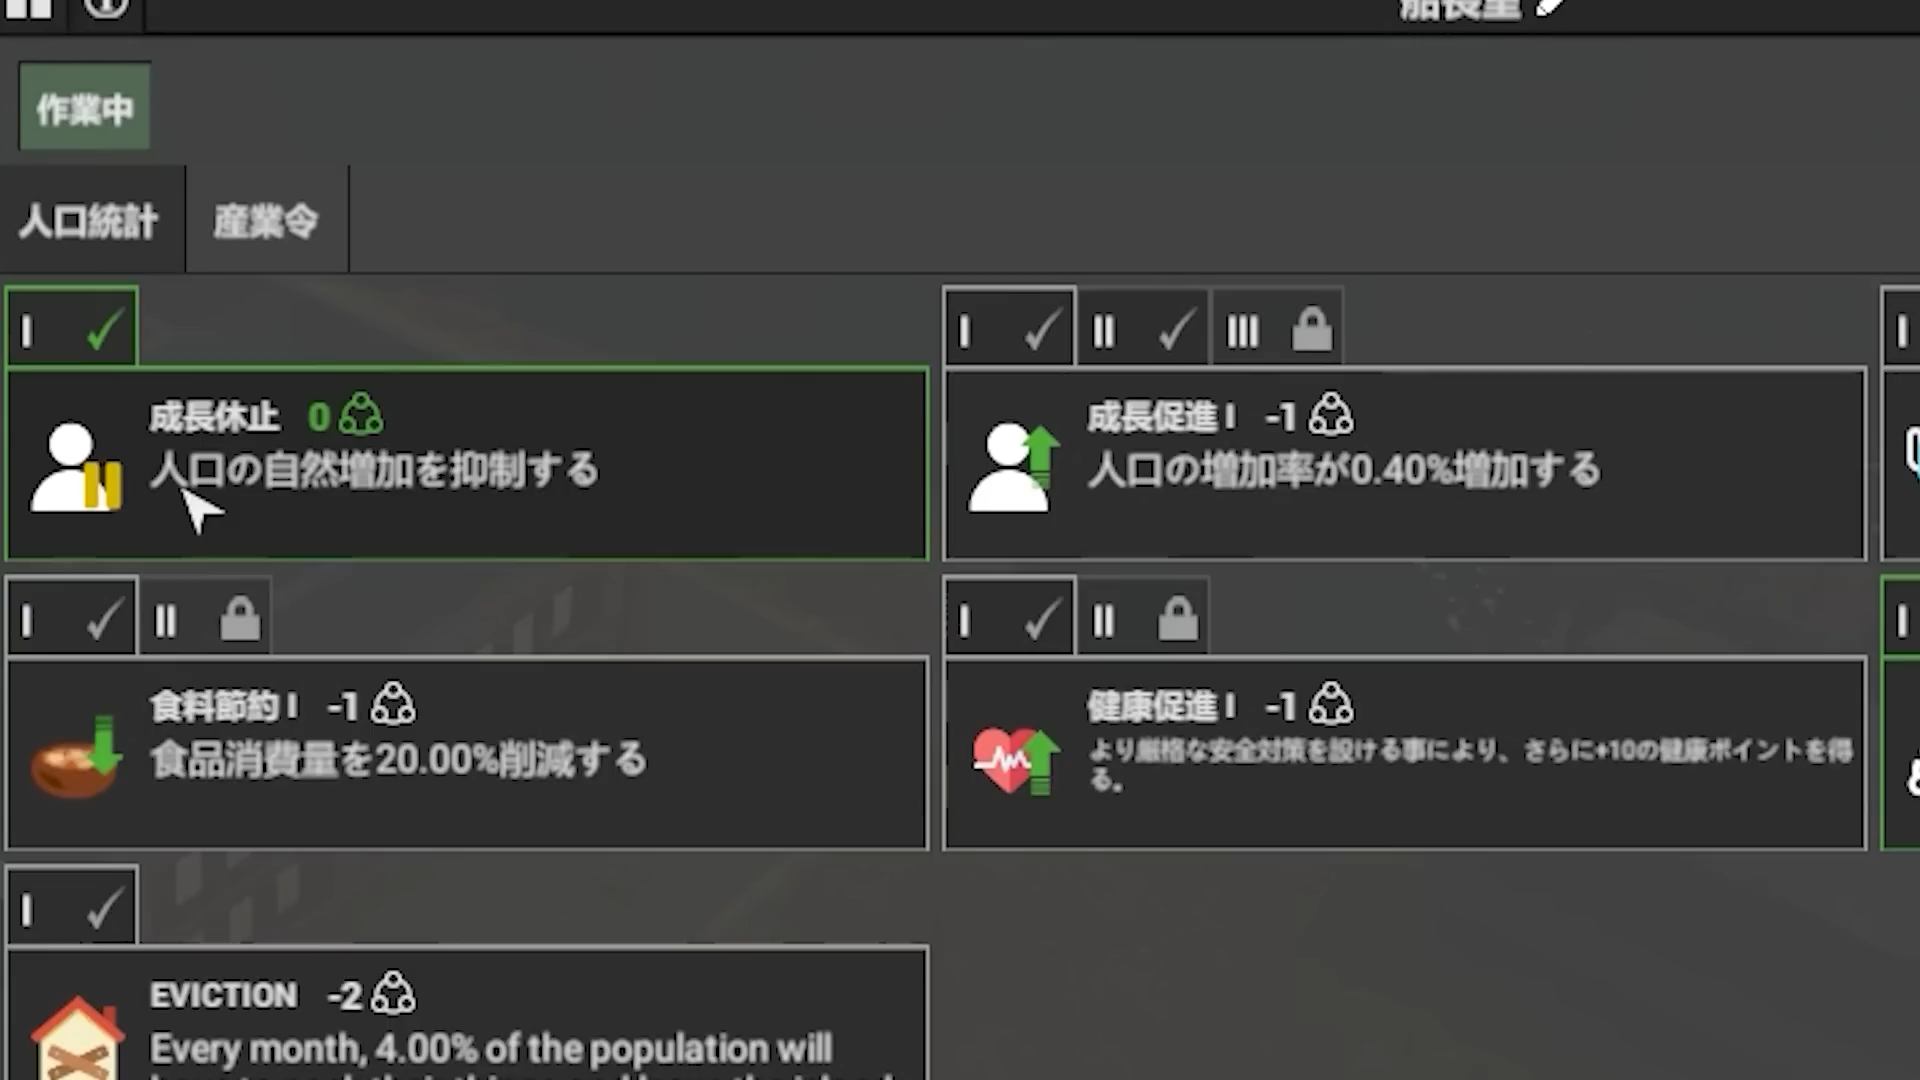 船長室
作業中
人口統計 産業令
I
成長休止 0
人口の自然増加を抑制する
I II III
成長促進 I -1
人口の増加率が0.40%増加する
I
I II
食料節約 I -1
食品消費量を20.00%削減する
I II
健康促進 I -1
より厳格な安全対策を設ける事により、さらに+10の健康ポイントを得
る。
I
I
EVICTION -2
Every month, 4.00% of the population will